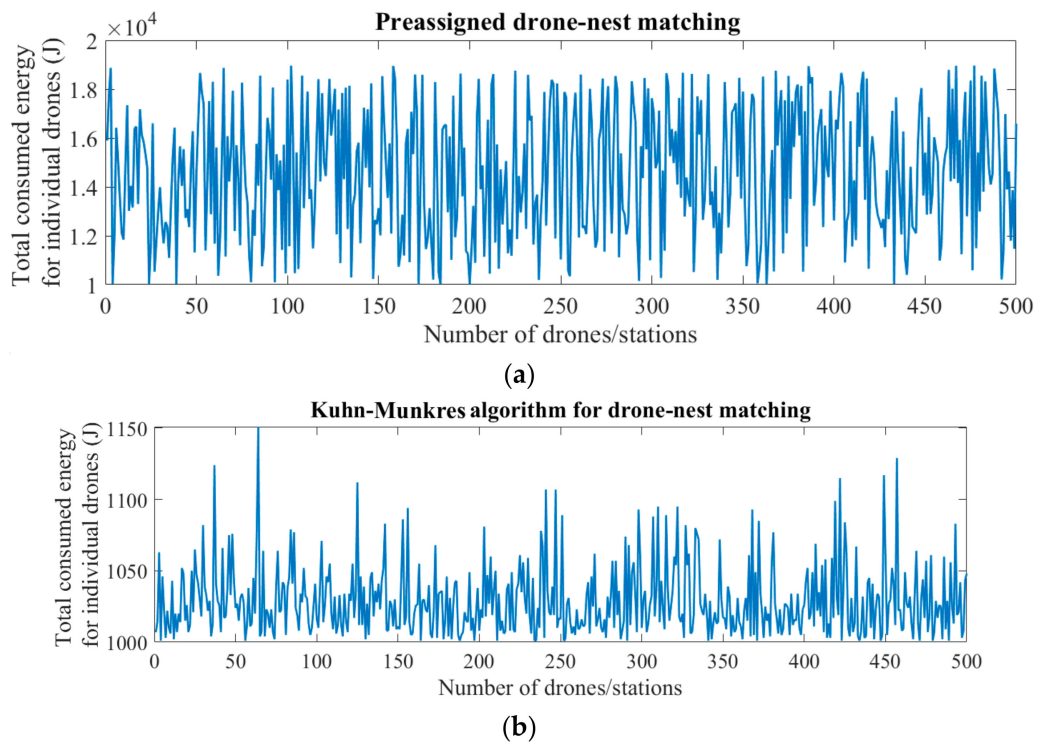 Preassigned drone-nest matching
×10⁴
Total consumed energy
for individual drones (J)
2
1.8
1.6
1.4
1.2
1
0 50 100 150 200 250 300 350 400 450 500
Number of drones/stations
(a)
Kuhn-Munkres algorithm for drone-nest matching
Total consumed energy
for individual drones (J)
1150
1100
1050
1000
0 50 100 150 200 250 300 350 400 450 500
Number of drones/stations
(b)